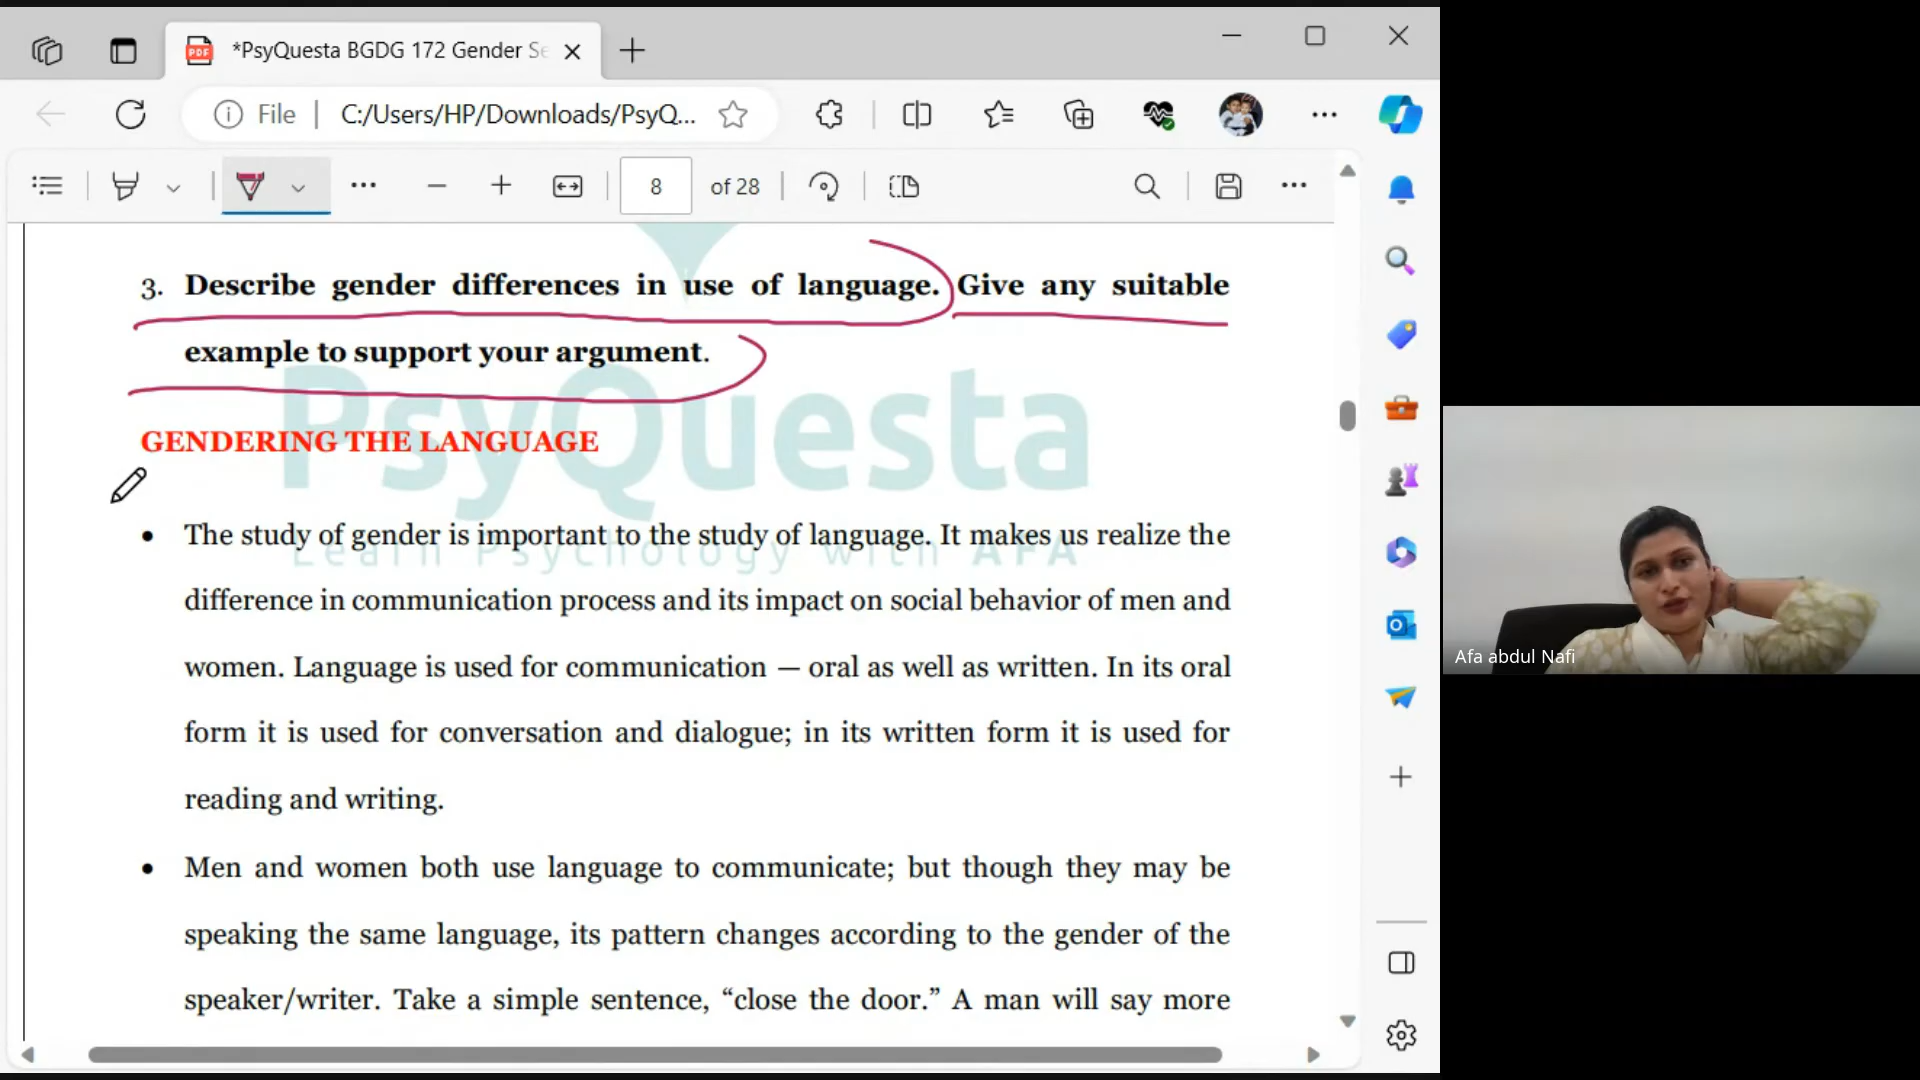 *PsyQuesta BGDG 172 Gender Se
File
C:/Users/HP/Downloads/PsyQ...
8 of 28
3. Describe gender differences in use of language. Give any suitable
example to support your argument.
PsyQuesta
GENDERING THE LANGUAGE
Learn Psychology with AFA
• The study of gender is important to the study of language. It makes us realize the
difference in communication process and its impact on social behavior of men and
women. Language is used for communication — oral as well as written. In its oral
form it is used for conversation and dialogue; in its written form it is used for
reading and writing.
• Men and women both use language to communicate; but though they may be
speaking the same language, its pattern changes according to the gender of the
speaker/writer. Take a simple sentence, “close the door.” A man will say more
Afa abdul Nafi